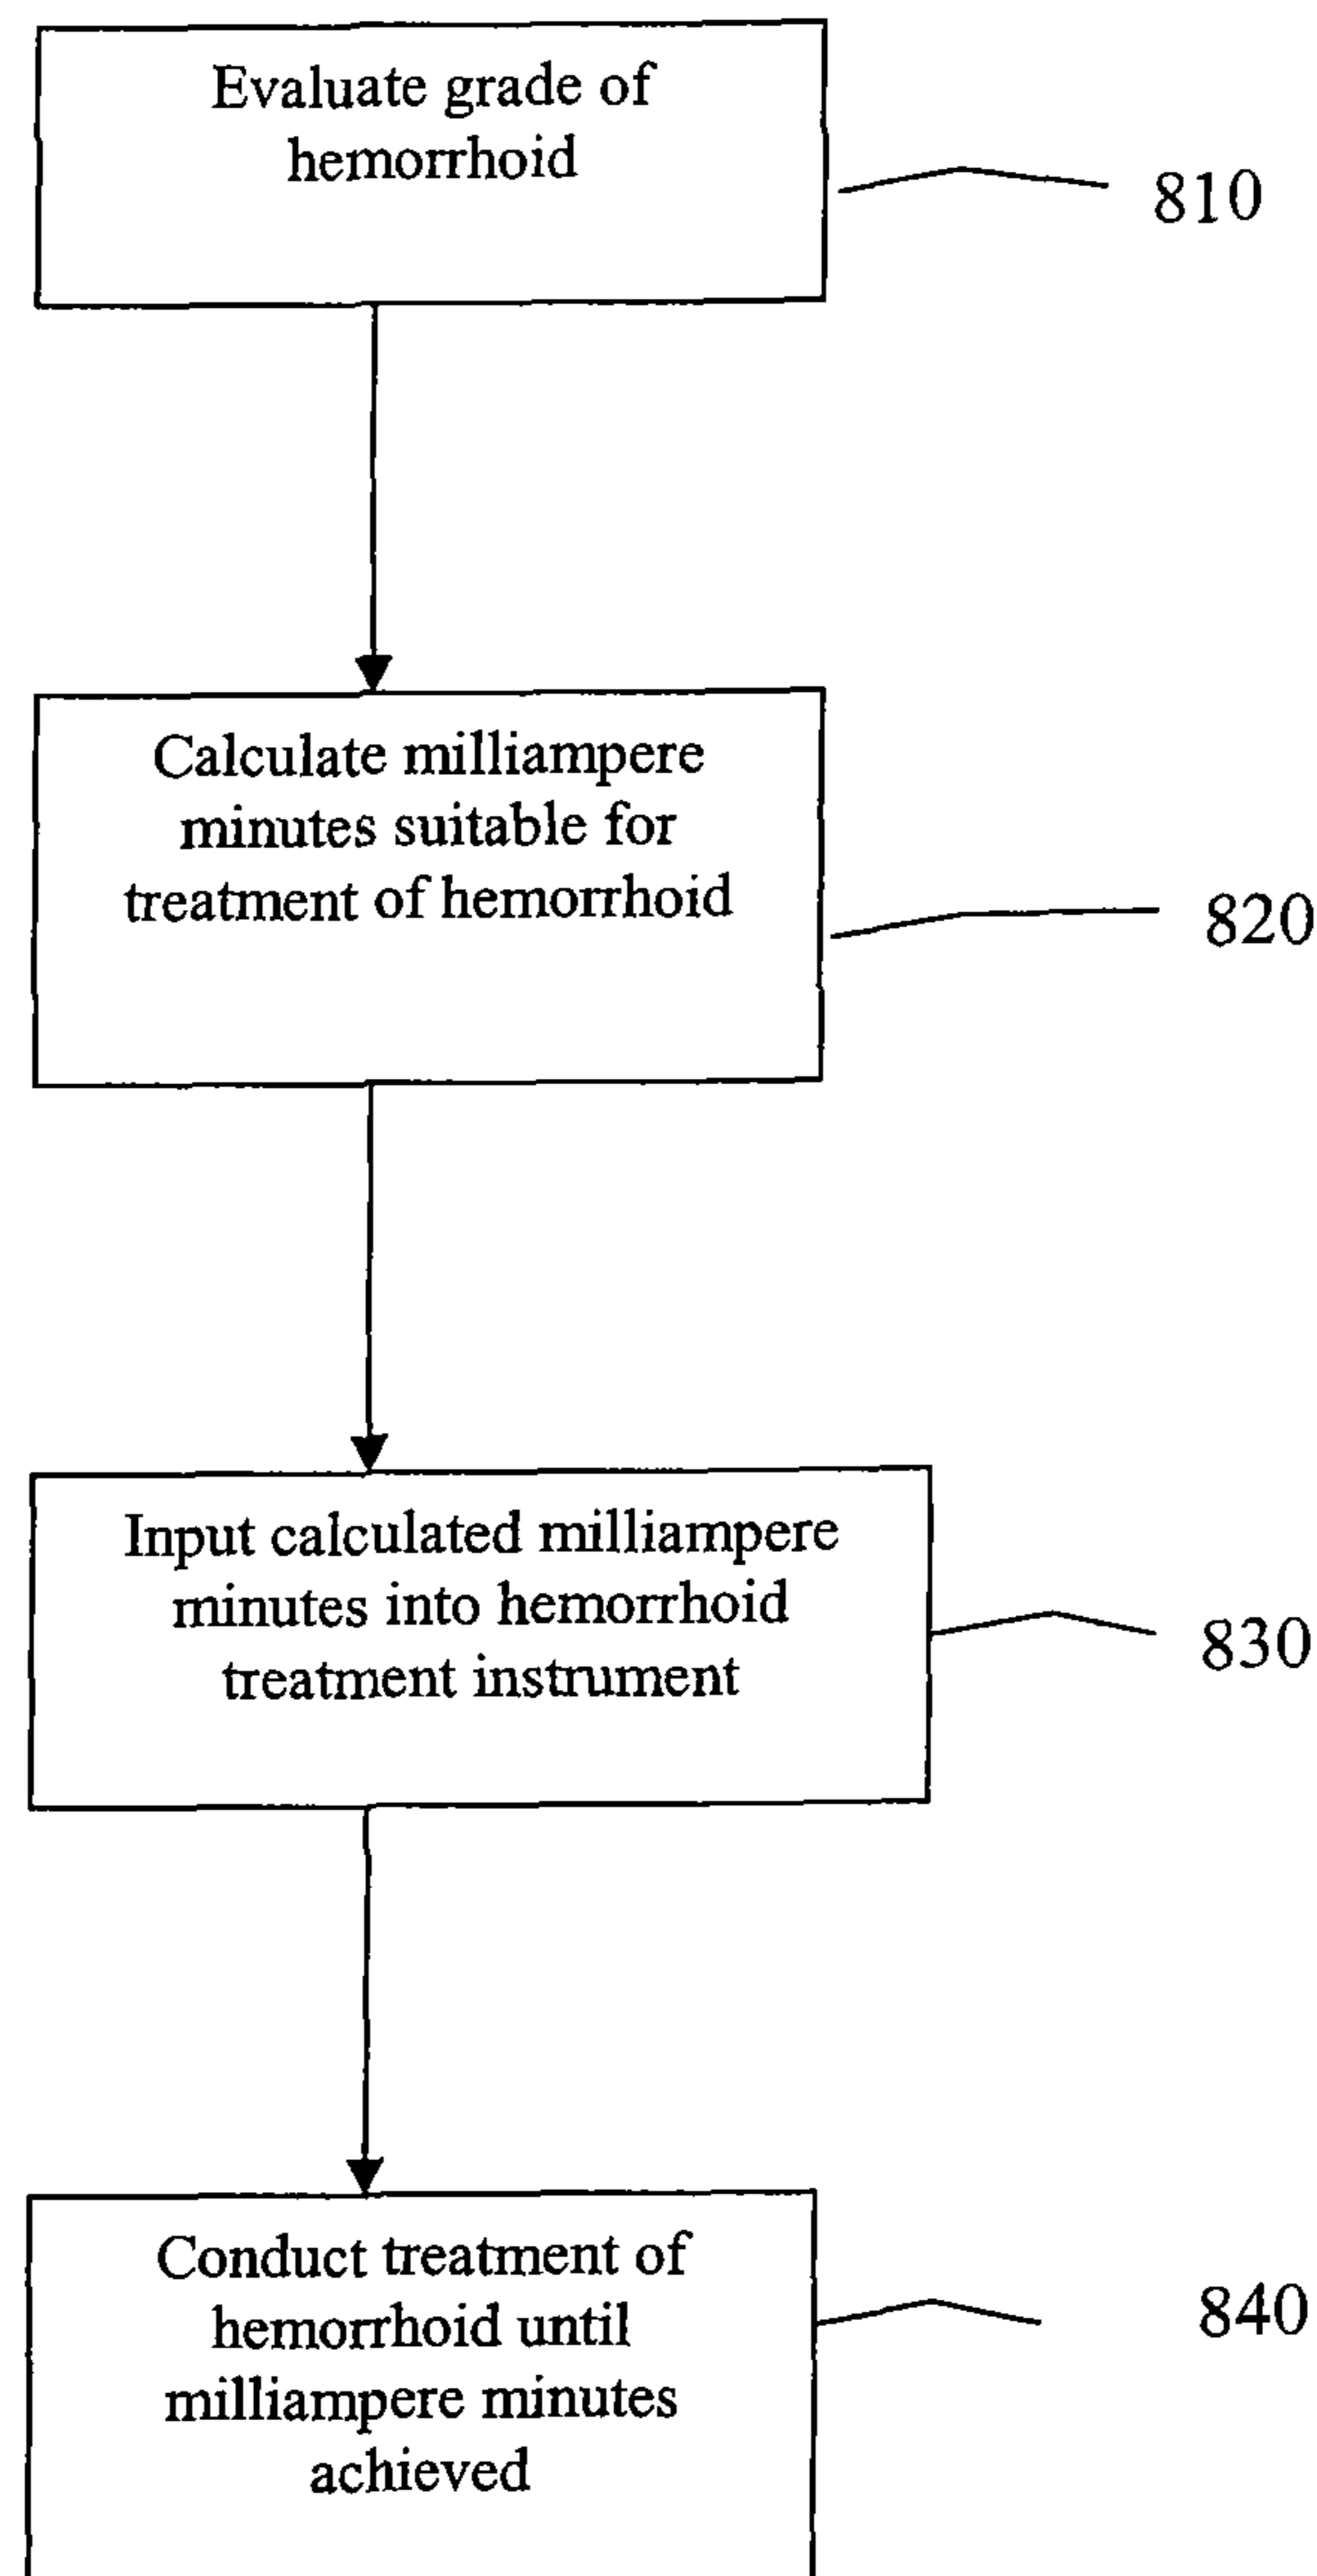 Evaluate grade of
hemorrhoid
810
Calculate milliampere
minutes suitable for
treatment of hemorrhoid
820
Input calculated milliampere
minutes into hemorrhoid
treatment instrument
830
Conduct treatment of
hemorrhoid until
milliampere minutes
achieved
840